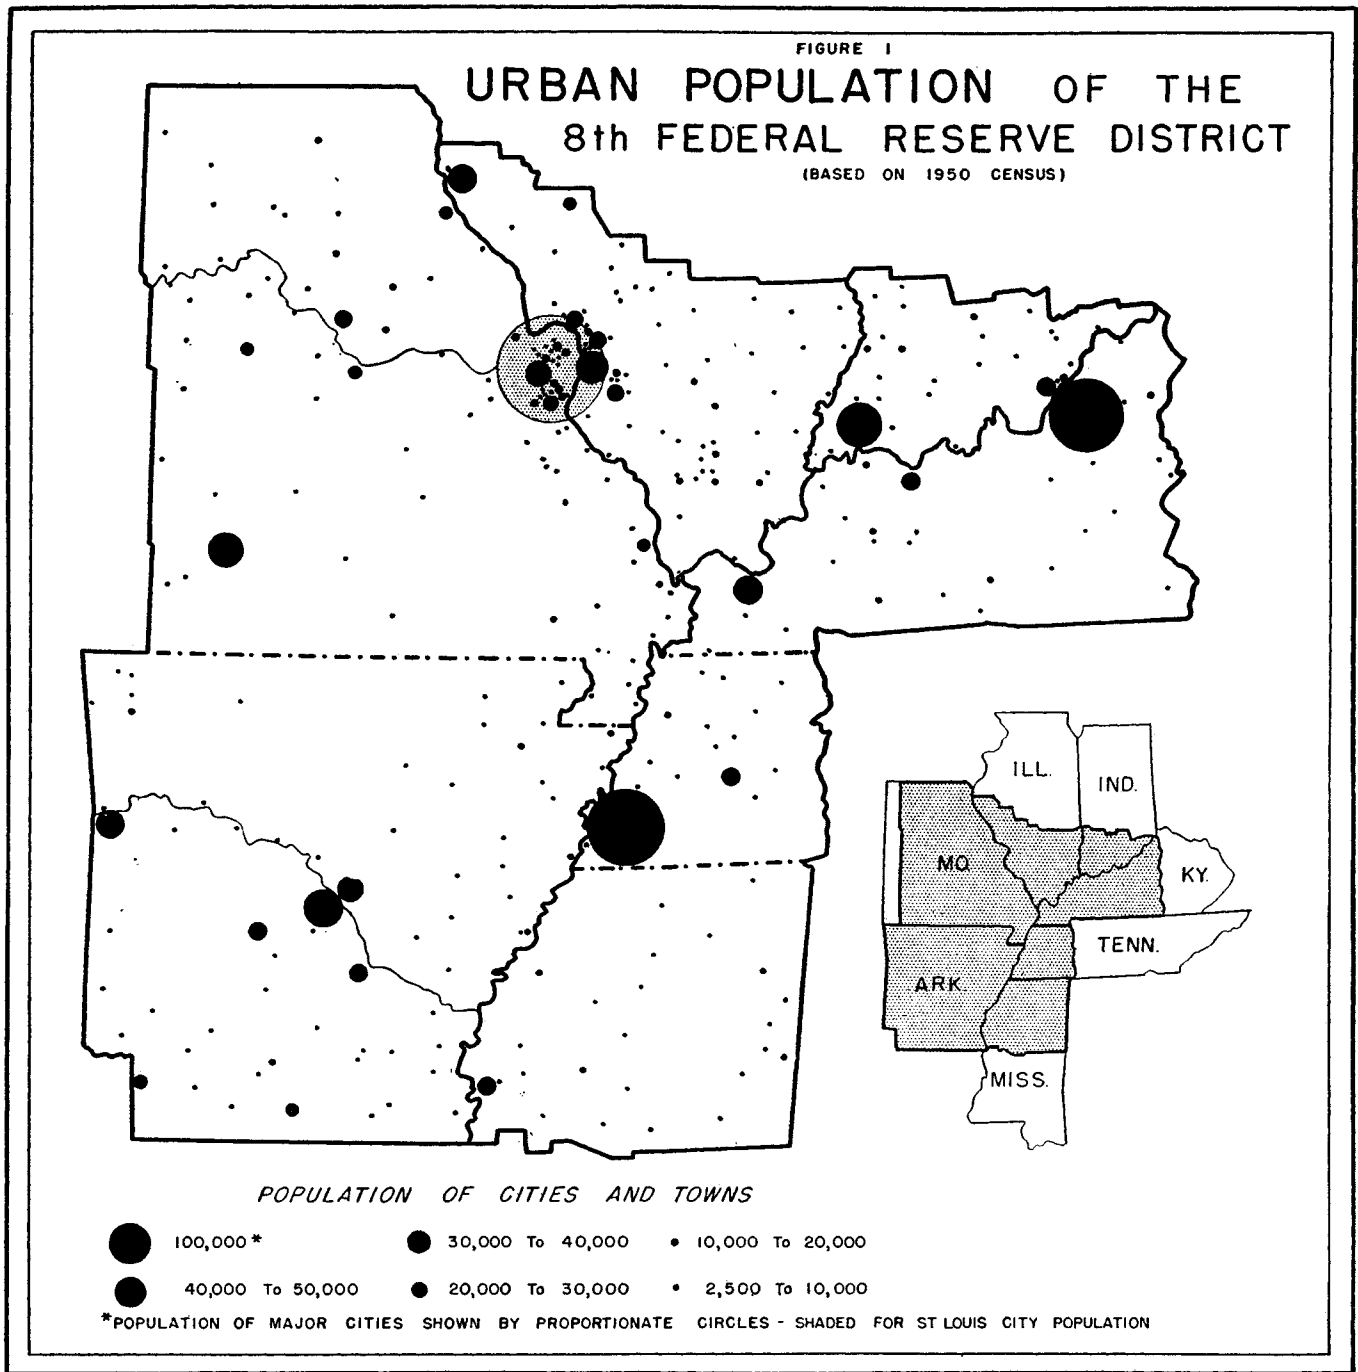 FIGURE 1
URBAN POPULATION OF THE
8th FEDERAL RESERVE DISTRICT
(BASED ON 1950 CENSUS)
ILL.
IND.
MO.
KY.
TENN.
ARK.
MISS.
POPULATION OF CITIES AND TOWNS
100,000*
30,000 To 40,000
10,000 To 20,000
40,000 To 50,000
20,000 To 30,000
2,500 To 10,000
*POPULATION OF MAJOR CITIES SHOWN BY PROPORTIONATE CIRCLES - SHADED FOR ST LOUIS CITY POPULATION